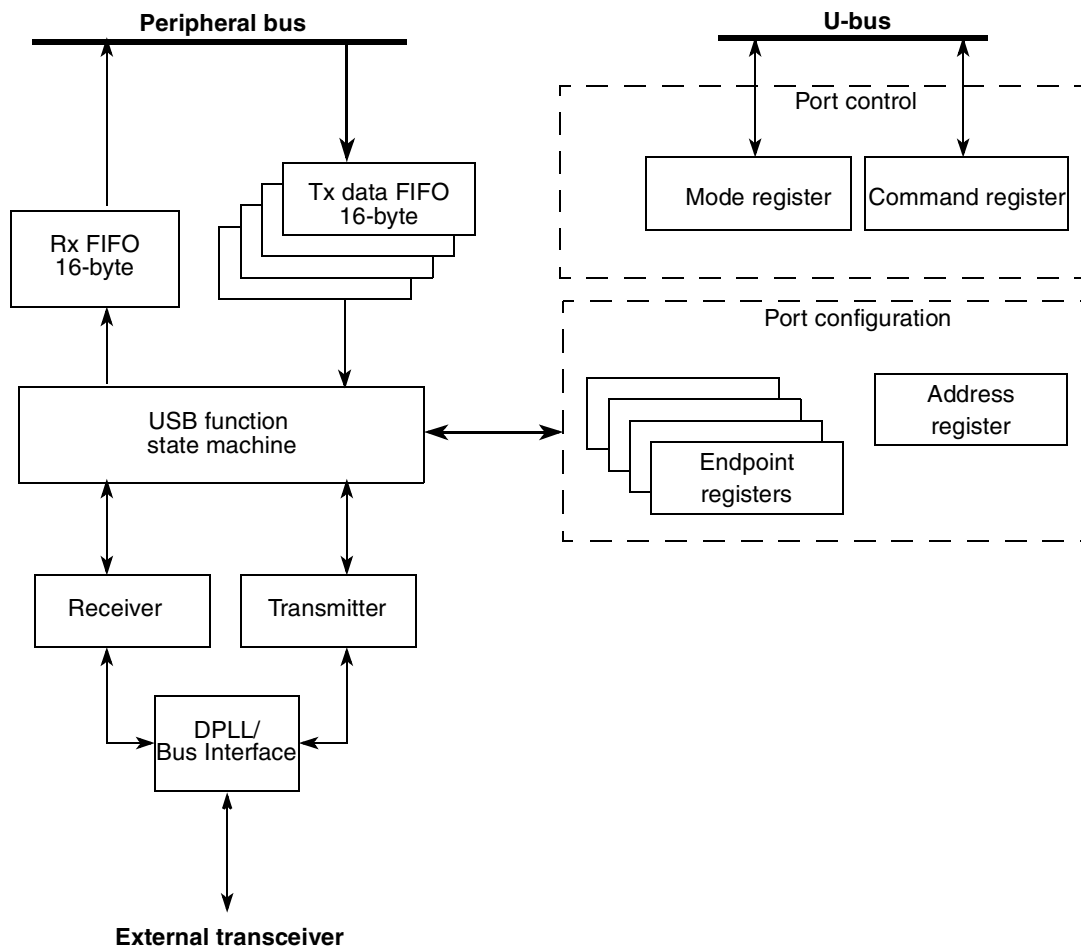 Peripheral bus
U-bus
Port control
Tx data FIFO
16-byte
Mode register
Command register
Rx FIFO
16-byte
Port configuration
USB function
state machine
Address
register
Endpoint
registers
Receiver
Transmitter
DPLL/
Bus Interface
External transceiver